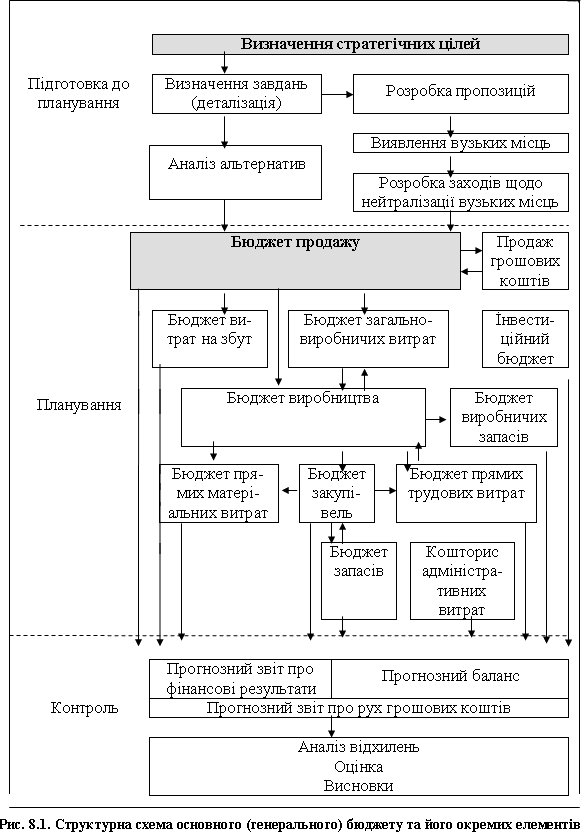 Визначення стратегічних цілей
Підготовка до
планування
Визначення завдань
(деталізація)
Розробка пропозицій
Виявлення вузьких місць
Аналіз альтернатив
Розробка заходів щодо
нейтралізації вузьких місць
Бюджет продажу
Продаж
грошових
коштів
Бюджет ви-
трат на збут
Бюджет загально-
виробничих витрат
Інвести-
ційний
бюджет
Планування
Бюджет виробництва
Бюджет
виробничих
запасів
Бюджет пря-
мих матері-
альних витрат
Бюджет
закупі-
вель
Бюджет прямих
трудових витрат
Бюджет
запасів
Кошторис
адміністра-
тивних
витрат
Контроль
Прогнозний звіт про
фінансові результати
Прогнозний баланс
Прогнозний звіт про рух грошових коштів
Аналіз відхилень
Оцінка
Висновки
Рис. 8.1. Структурна схема основного (генерального) бюджету та його окремих елементів